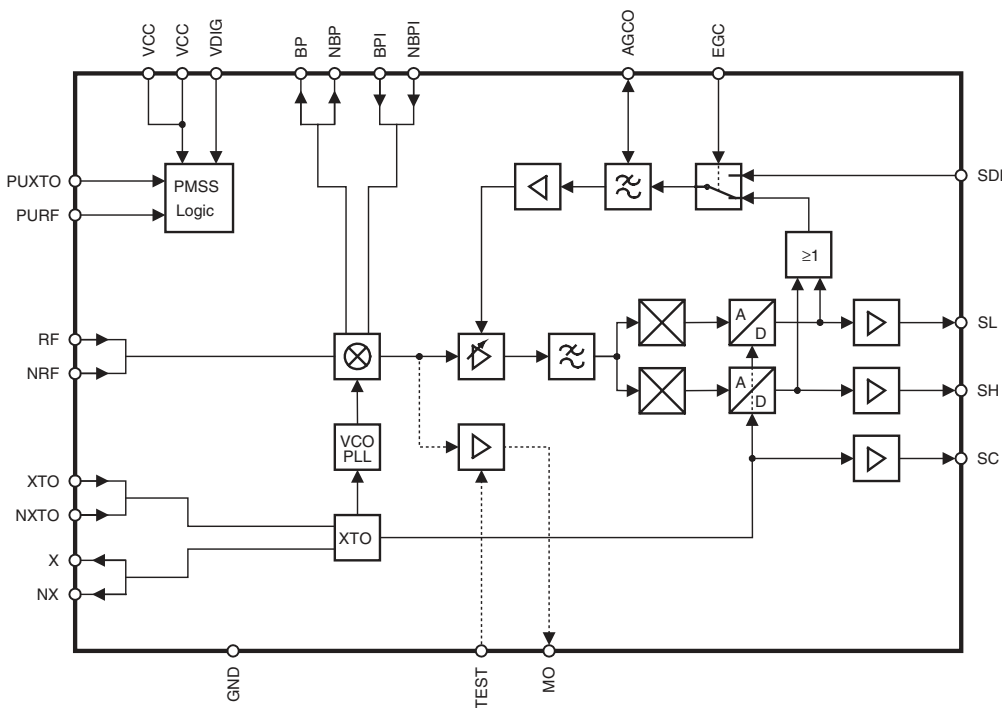 VCC
VCC
VDIG
BP
NBP
BPI
NBPI
AGCO
EGC
PUXTO
PURF
PMSS
Logic
SDI
≥1
RF
NRF
A
D
SL
A
D
SH
VCO
PLL
SC
XTO
NXTO
XTO
X
NX
GND
TEST
MO